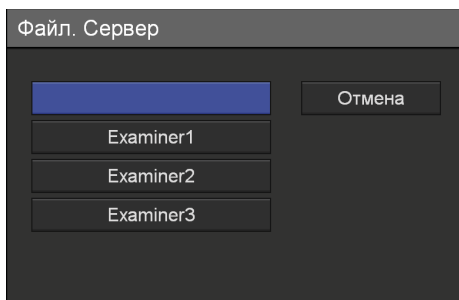 Файл. Сервер
Отмена
Examiner1
Examiner2
Examiner3